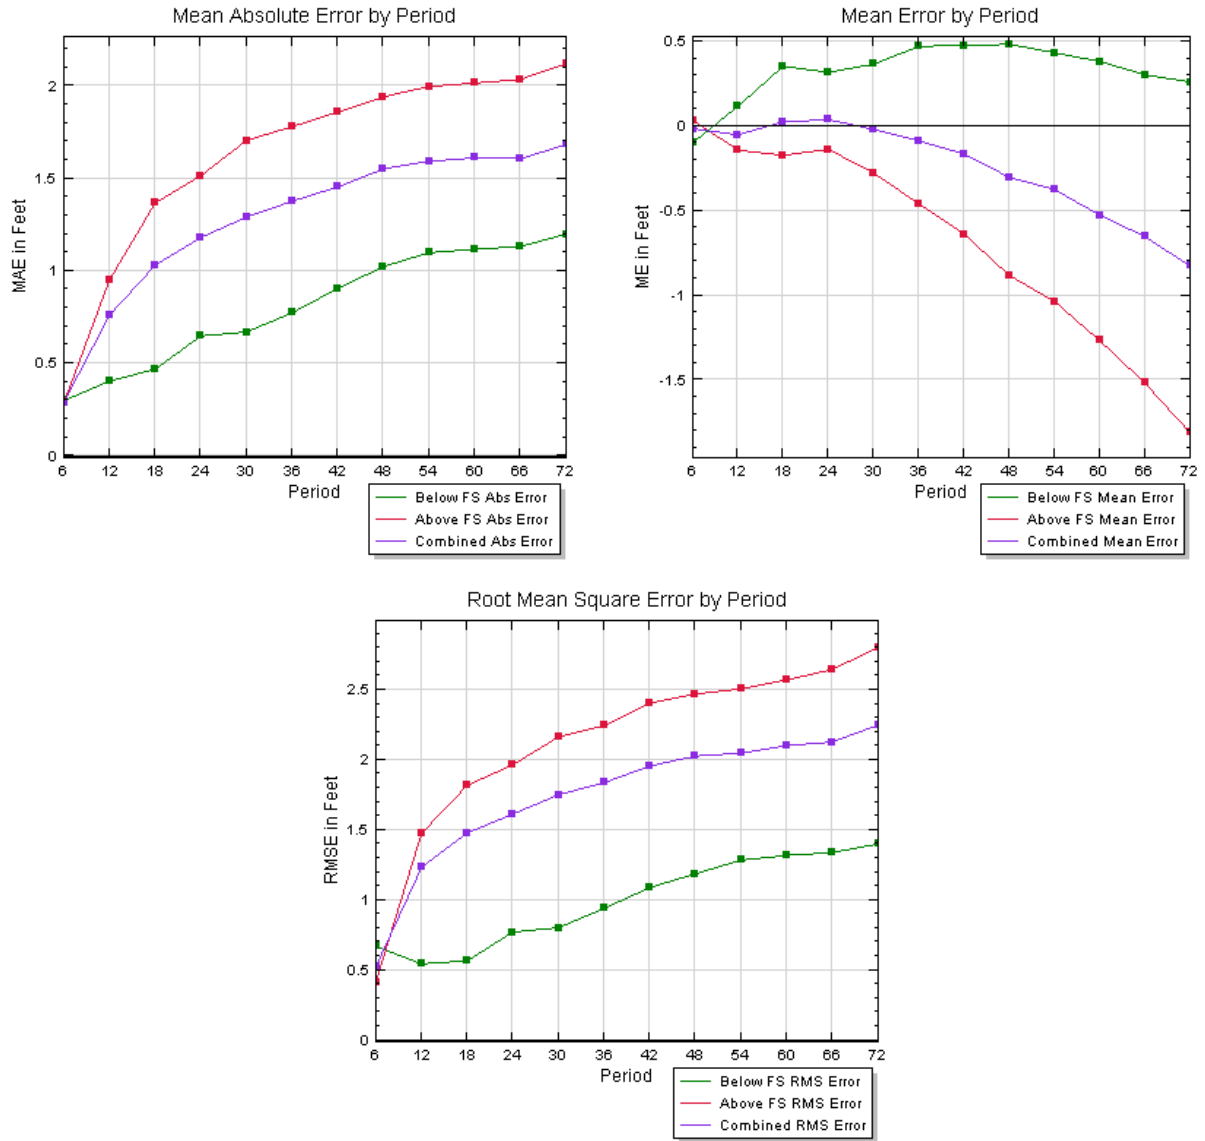 Mean Absolute Error by Period
MAE in Feet
2
1.5
1
0.5
0
6 12 18 24 30 36 42 48 54 60 66 72
Period
Below FS Abs Error
Above FS Abs Error
Combined Abs Error
Mean Error by Period
ME in Feet
0.5
0
-0.5
-1
-1.5
6 12 18 24 30 36 42 48 54 60 66 72
Period
Below FS Mean Error
Above FS Mean Error
Combined Mean Error
Root Mean Square Error by Period
RMSE in Feet
2.5
2
1.5
1
0.5
0
6 12 18 24 30 36 42 48 54 60 66 72
Period
Below FS RMS Error
Above FS RMS Error
Combined RMS Error